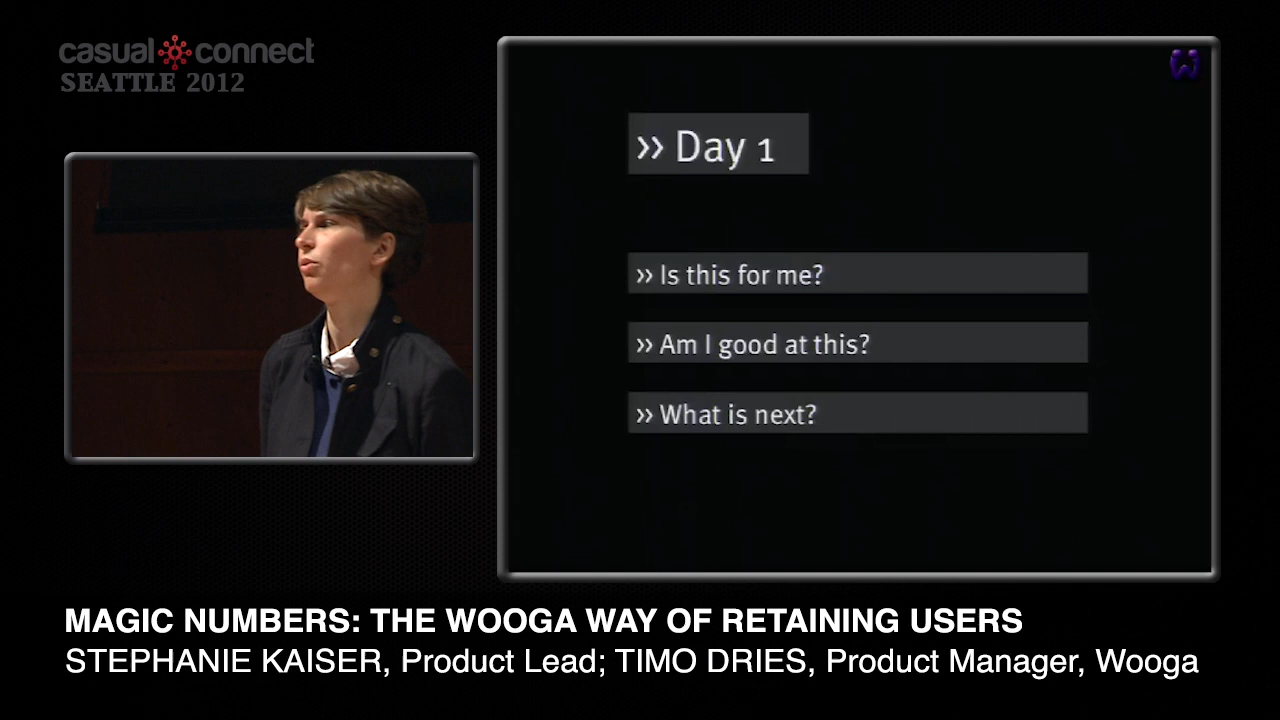 casual connect
SEATTLE 2012
›› Day 1
›› Is this for me?
›› Am I good at this?
›› What is next?
MAGIC NUMBERS: THE WOOGA WAY OF RETAINING USERS
STEPHANIE KAISER, Product Lead; TIMO DRIES, Product Manager, Wooga